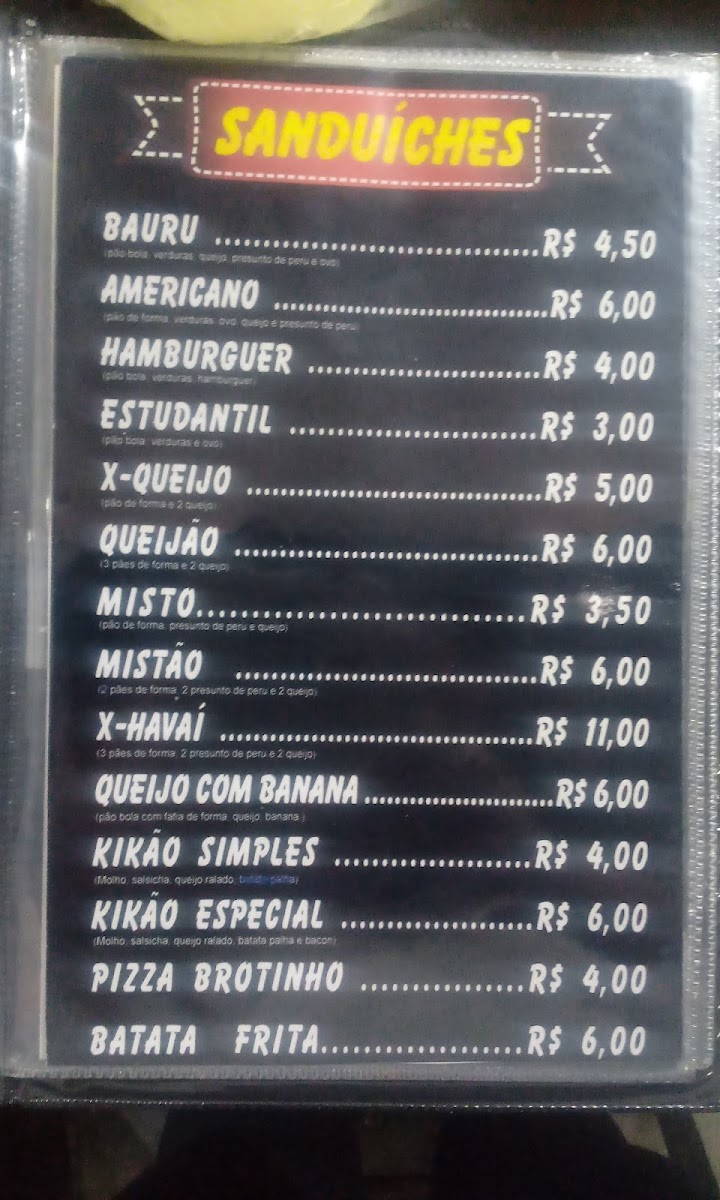 SANDUÍCHES
BAURU ..................................R$ 4,50
(pão bola, verduras, queijo, presunto de peru e ovo)
AMERICANO .............................R$ 6,00
(pão de forma, verduras, ovo, queijo e presunto de peru)
HAMBURGUER .........................R$ 4,00
(pão bola, verduras, hamburguer)
ESTUDANTIL ...........................R$ 3,00
(pão bola, verduras e ovo)
X-QUEIJO ................................R$ 5,00
(pão de forma e 2 queijo)
QUEIJÃO .................................R$ 6,00
(3 pães de forma e 2 queijo)
MISTO..............................R$ 3,50
(pão de forma, presunto de peru e queijo)
MISTÃO .................................R$ 6,00
(2 pães de forma, 2 presunto de peru e 2 queijo)
X-HAVAÍ ..................................R$ 11,00
(3 pães de forma, 2 presunto de peru e 2 queijo)
QUEIJO COM BANANA ..........................R$ 6,00
(pão bola com fatia de forma, queijo, banana )
KIKÃO SIMPLES .....................R$ 4,00
(Molho, salsicha, queijo ralado, batata palha)
KIKÃO ESPECIAL .....................R$ 6,00
(Molho, salsicha, queijo ralado, batata palha e bacon)
PIZZA BROTINHO ................R$ 4,00
BATATA FRITA...................R$ 6,00